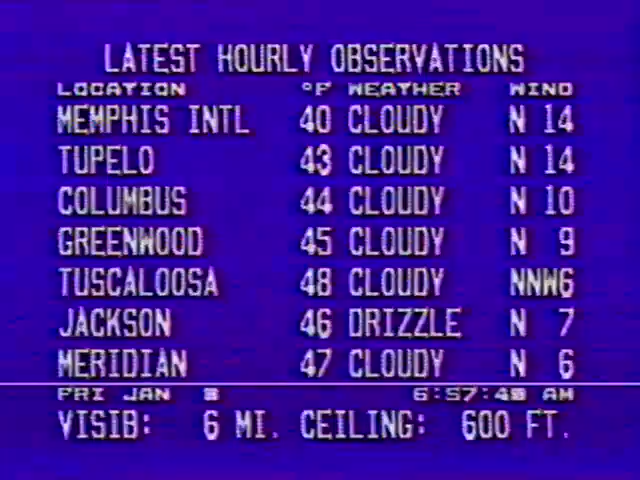 LATEST HOURLY OBSERVATIONS
LOCATION °F WEATHER WIND
MEMPHIS INTL 40 CLOUDY N 14
TUPELO 43 CLOUDY N 14
COLUMBUS 44 CLOUDY N 10
GREENWOOD 45 CLOUDY N 9
TUSCALOOSA 48 CLOUDY NNW6
JACKSON 46 DRIZZLE N 7
MERIDIAN 47 CLOUDY N 6
FRI JAN 8 6:57:40 AM
VISIB: 6 MI. CEILING: 600 FT.